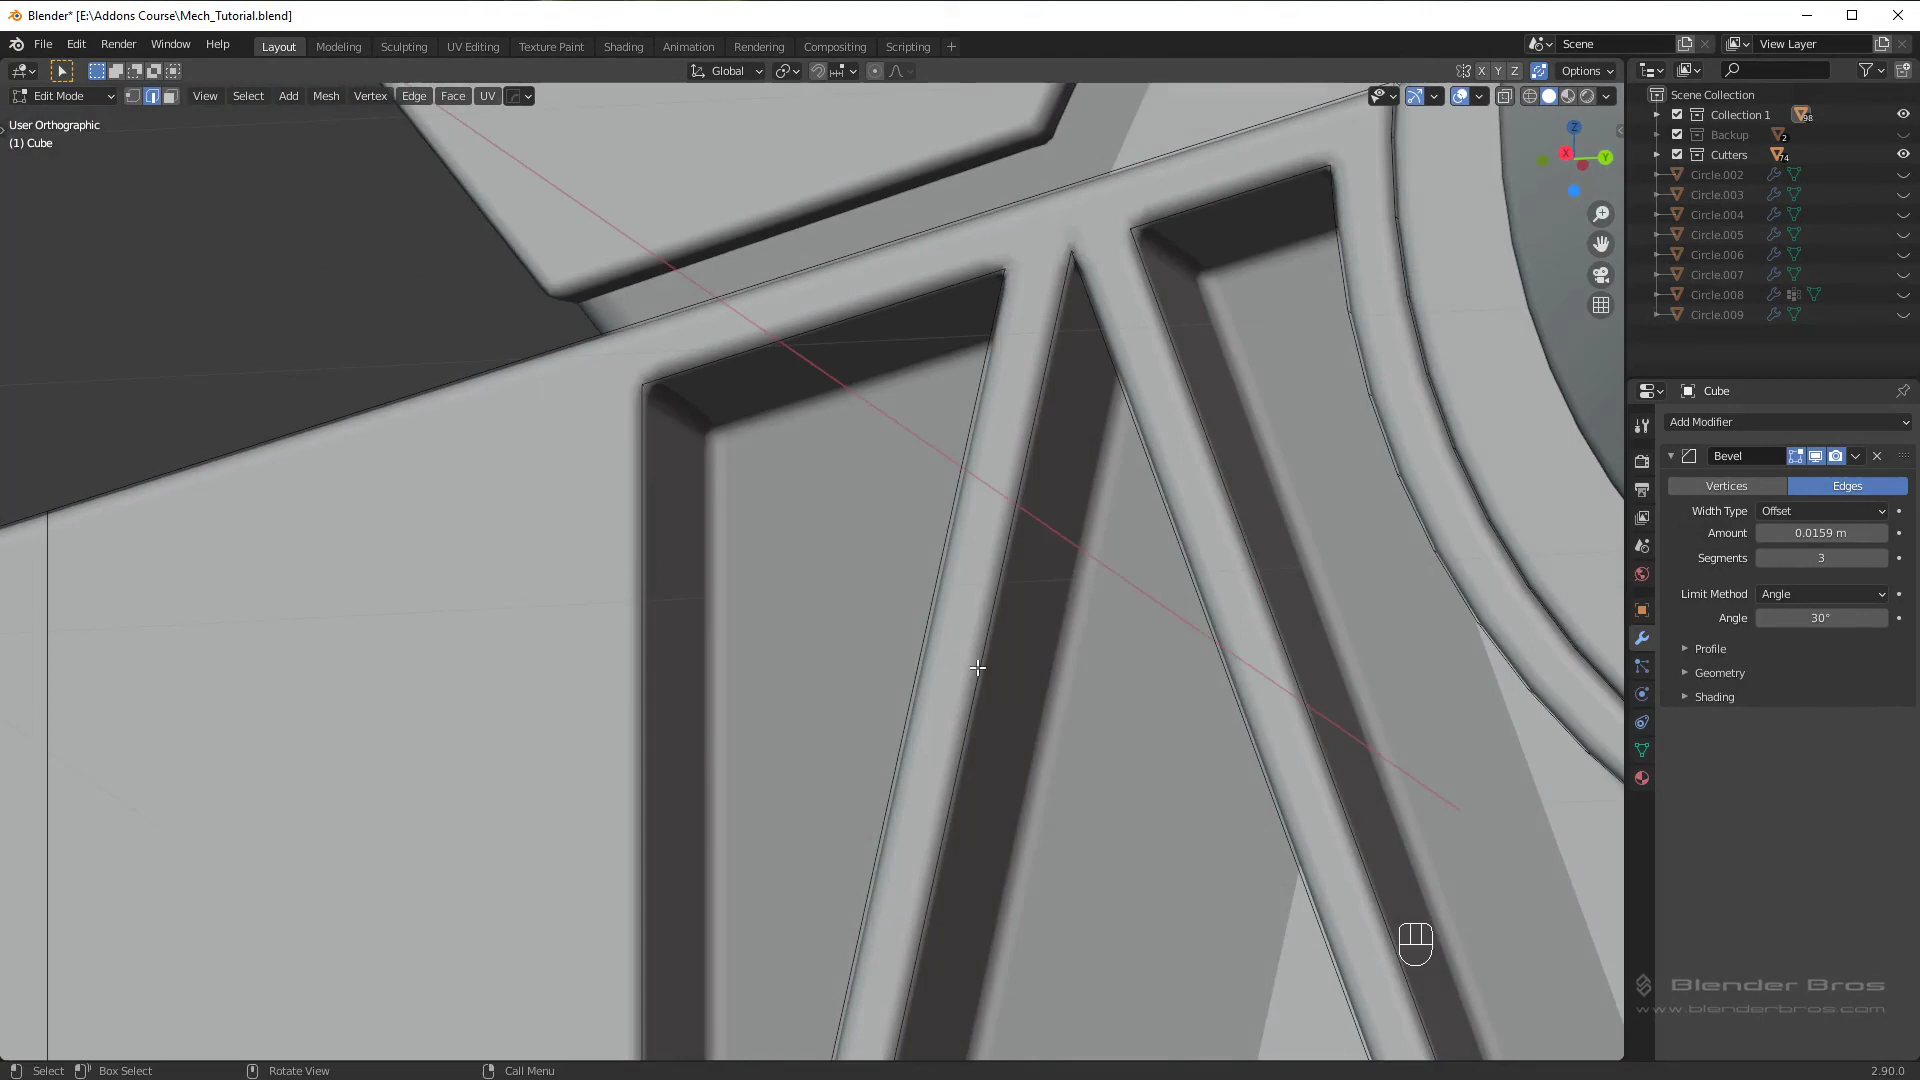 Blender* [E:\Addons Course\Mech_Tutorial.blend]
File Edit Render Window Help Layout Modeling Sculpting UV Editing Texture Paint Shading Animation Rendering Compositing Scripting + Scene View Layer
Global X Y Z Options
Edit Mode View Select Add Mesh Vertex Edge Face UV
User Orthographic
(1) Cube
Z
X
Y
Scene Collection
Collection 1 98
Backup 2
Cutters 74
Circle.002
Circle.003
Circle.004
Circle.005
Circle.006
Circle.007
Circle.008
Circle.009
Cube
Add Modifier
Bevel
Vertices Edges
Width Type Offset
Amount 0.0159 m
Segments 3
Limit Method Angle
Angle 30°
Profile
Geometry
Shading
Blender Bros
www.blenderbros.com
Select Box Select Rotate View Call Menu 2.90.0